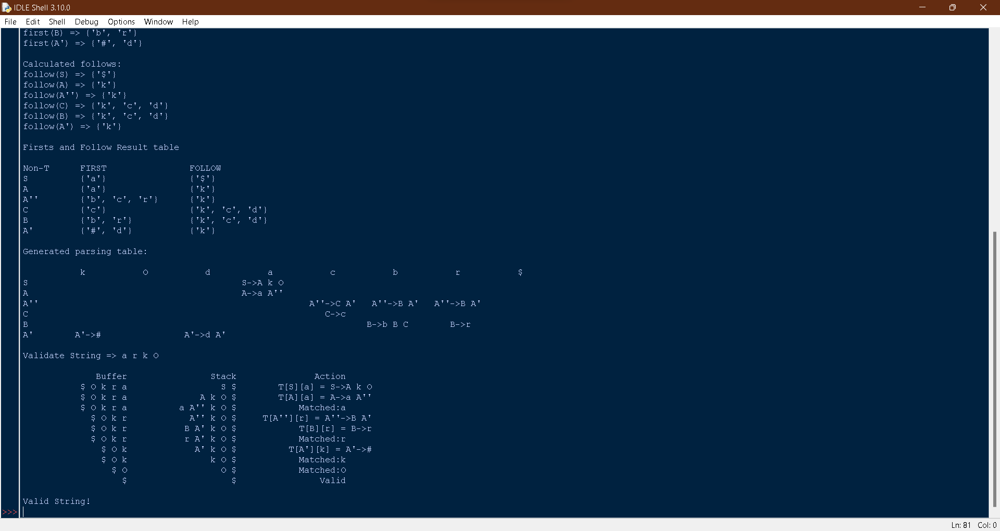 IDLE Shell 3.10.0
File Edit Shell Debug Options Window Help
first(B) => {'b', 'r'}
first(A') => {'#', 'd'}
Calculated follows:
follow(S) => {'$'}
follow(A) => {'k'}
follow(A'') => {'k'}
follow(C) => {'k', 'c', 'd'}
follow(B) => {'k', 'c', 'd'}
follow(A') => {'k'}
Firsts and Follow Result table
Non-T FIRST FOLLOW
S {'a'} {'$'}
A {'a'} {'k'}
A'' {'b', 'c', 'r'} {'k'}
C {'c'} {'k', 'c', 'd'}
B {'b', 'r'} {'k', 'c', 'd'}
A' {'#', 'd'} {'k'}
Generated parsing table:
k O d a c b r $
S S->A k O
A A->a A''
A'' A''->C A' A''->B A' A''->B A'
C C->c
B B->b B C B->r
A' A'->#  A'->d A'
Validate String => a r k O
Buffer Stack Action
$ O k r a S $ T[S][a] = S->A k O
$ O k r a A k O $ T[A][a] = A->a A''
$ O k r a a A'' k O $ Matched:a
$ O k r A'' k O $ T[A''][r] = A''->B A'
$ O k r B A' k O $ T[B][r] = B->r
$ O k r r A' k O $ Matched:r
$ O k A' k O $ T[A'][k] = A'->#
$ O k k O $ Matched:k
$ O O $ Matched:O
$ $ Valid
Valid String!
>>>
Ln: 81 Col: 0